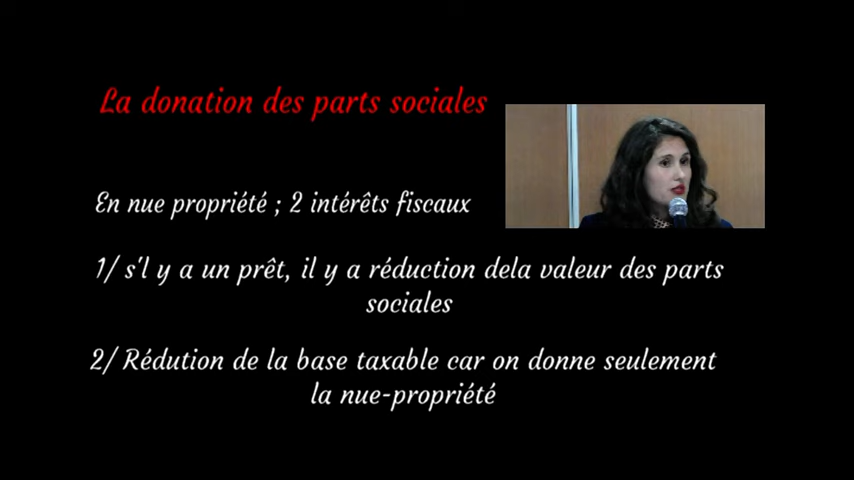 La donation des parts sociales
En nue propriété ; 2 intérêts fiscaux
1/ s'l y a un prêt, il y a réduction dela valeur des parts
sociales
2/ Rédution de la base taxable car on donne seulement
la nue-propriété